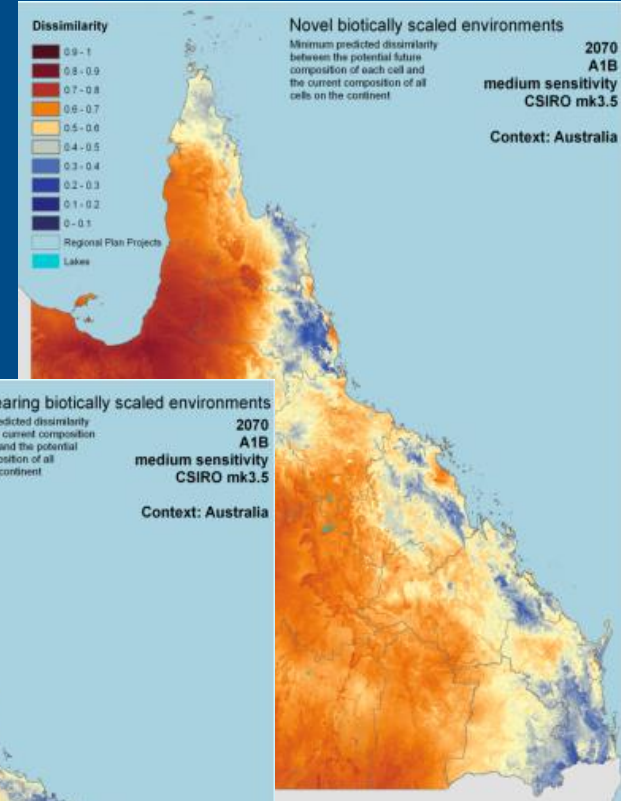 Dissimilarity
0.9 - 1
0.8 - 0.9
0.7 - 0.8
0.6 - 0.7
0.5 - 0.6
0.4 - 0.5
0.3 - 0.4
0.2 - 0.3
0.1 - 0.2
0 - 0.1
Regional Plan Projects
Lakes
Novel biotically scaled environments
Minimum predicted dissimilarity
between the potential future
composition of each cell and
the current composition of all
cells on the continent
2070
A1B
medium sensitivity
CSIRO mk3.5
Context: Australia
earing biotically scaled environments
edicted dissimilarity
current composition
and the potential
osition of all
continent
2070
A1B
medium sensitivity
CSIRO mk3.5
Context: Australia